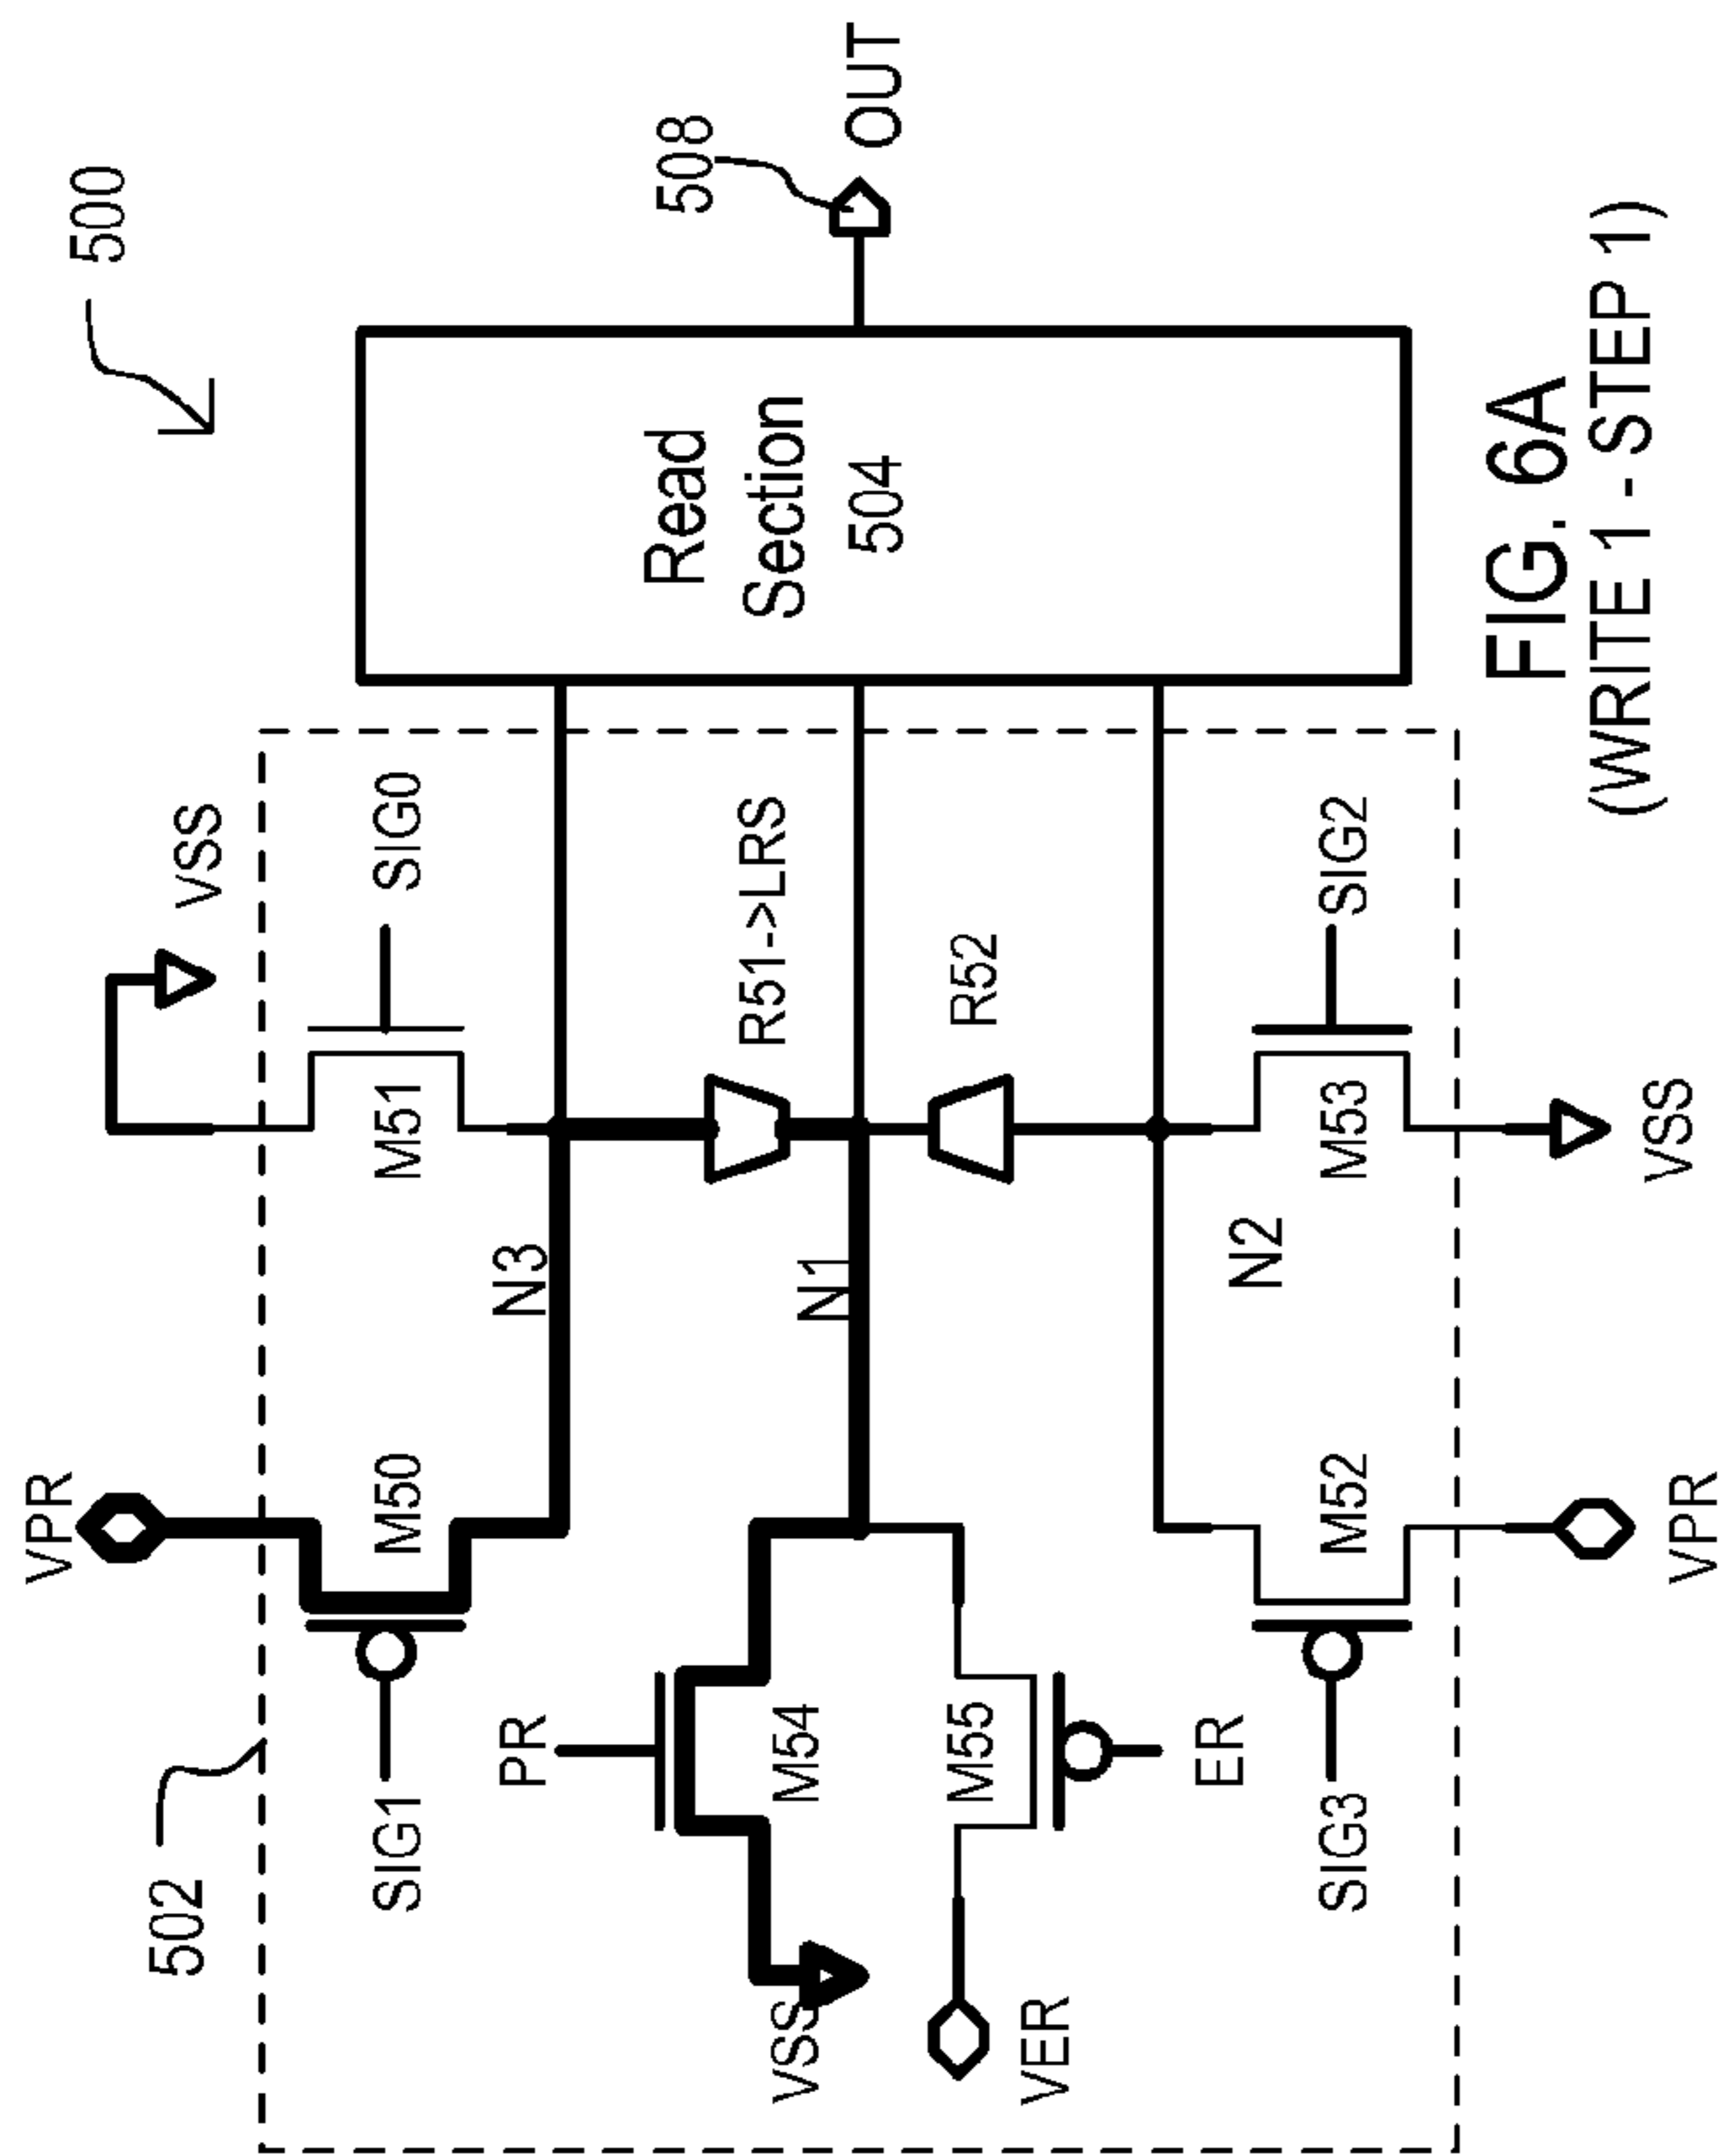 VPR
500
502
VSS
SIG1
M50
M51
SIG0
PR
N3
508
Read
Section
504
OUT
R51->LRS
VSS
M54
N1
M55
R52
VER
ER
N2
SIG3
M52
M53
SIG2
VSS
VPR
FIG. 6A
(WRITE 1 - STEP 1)